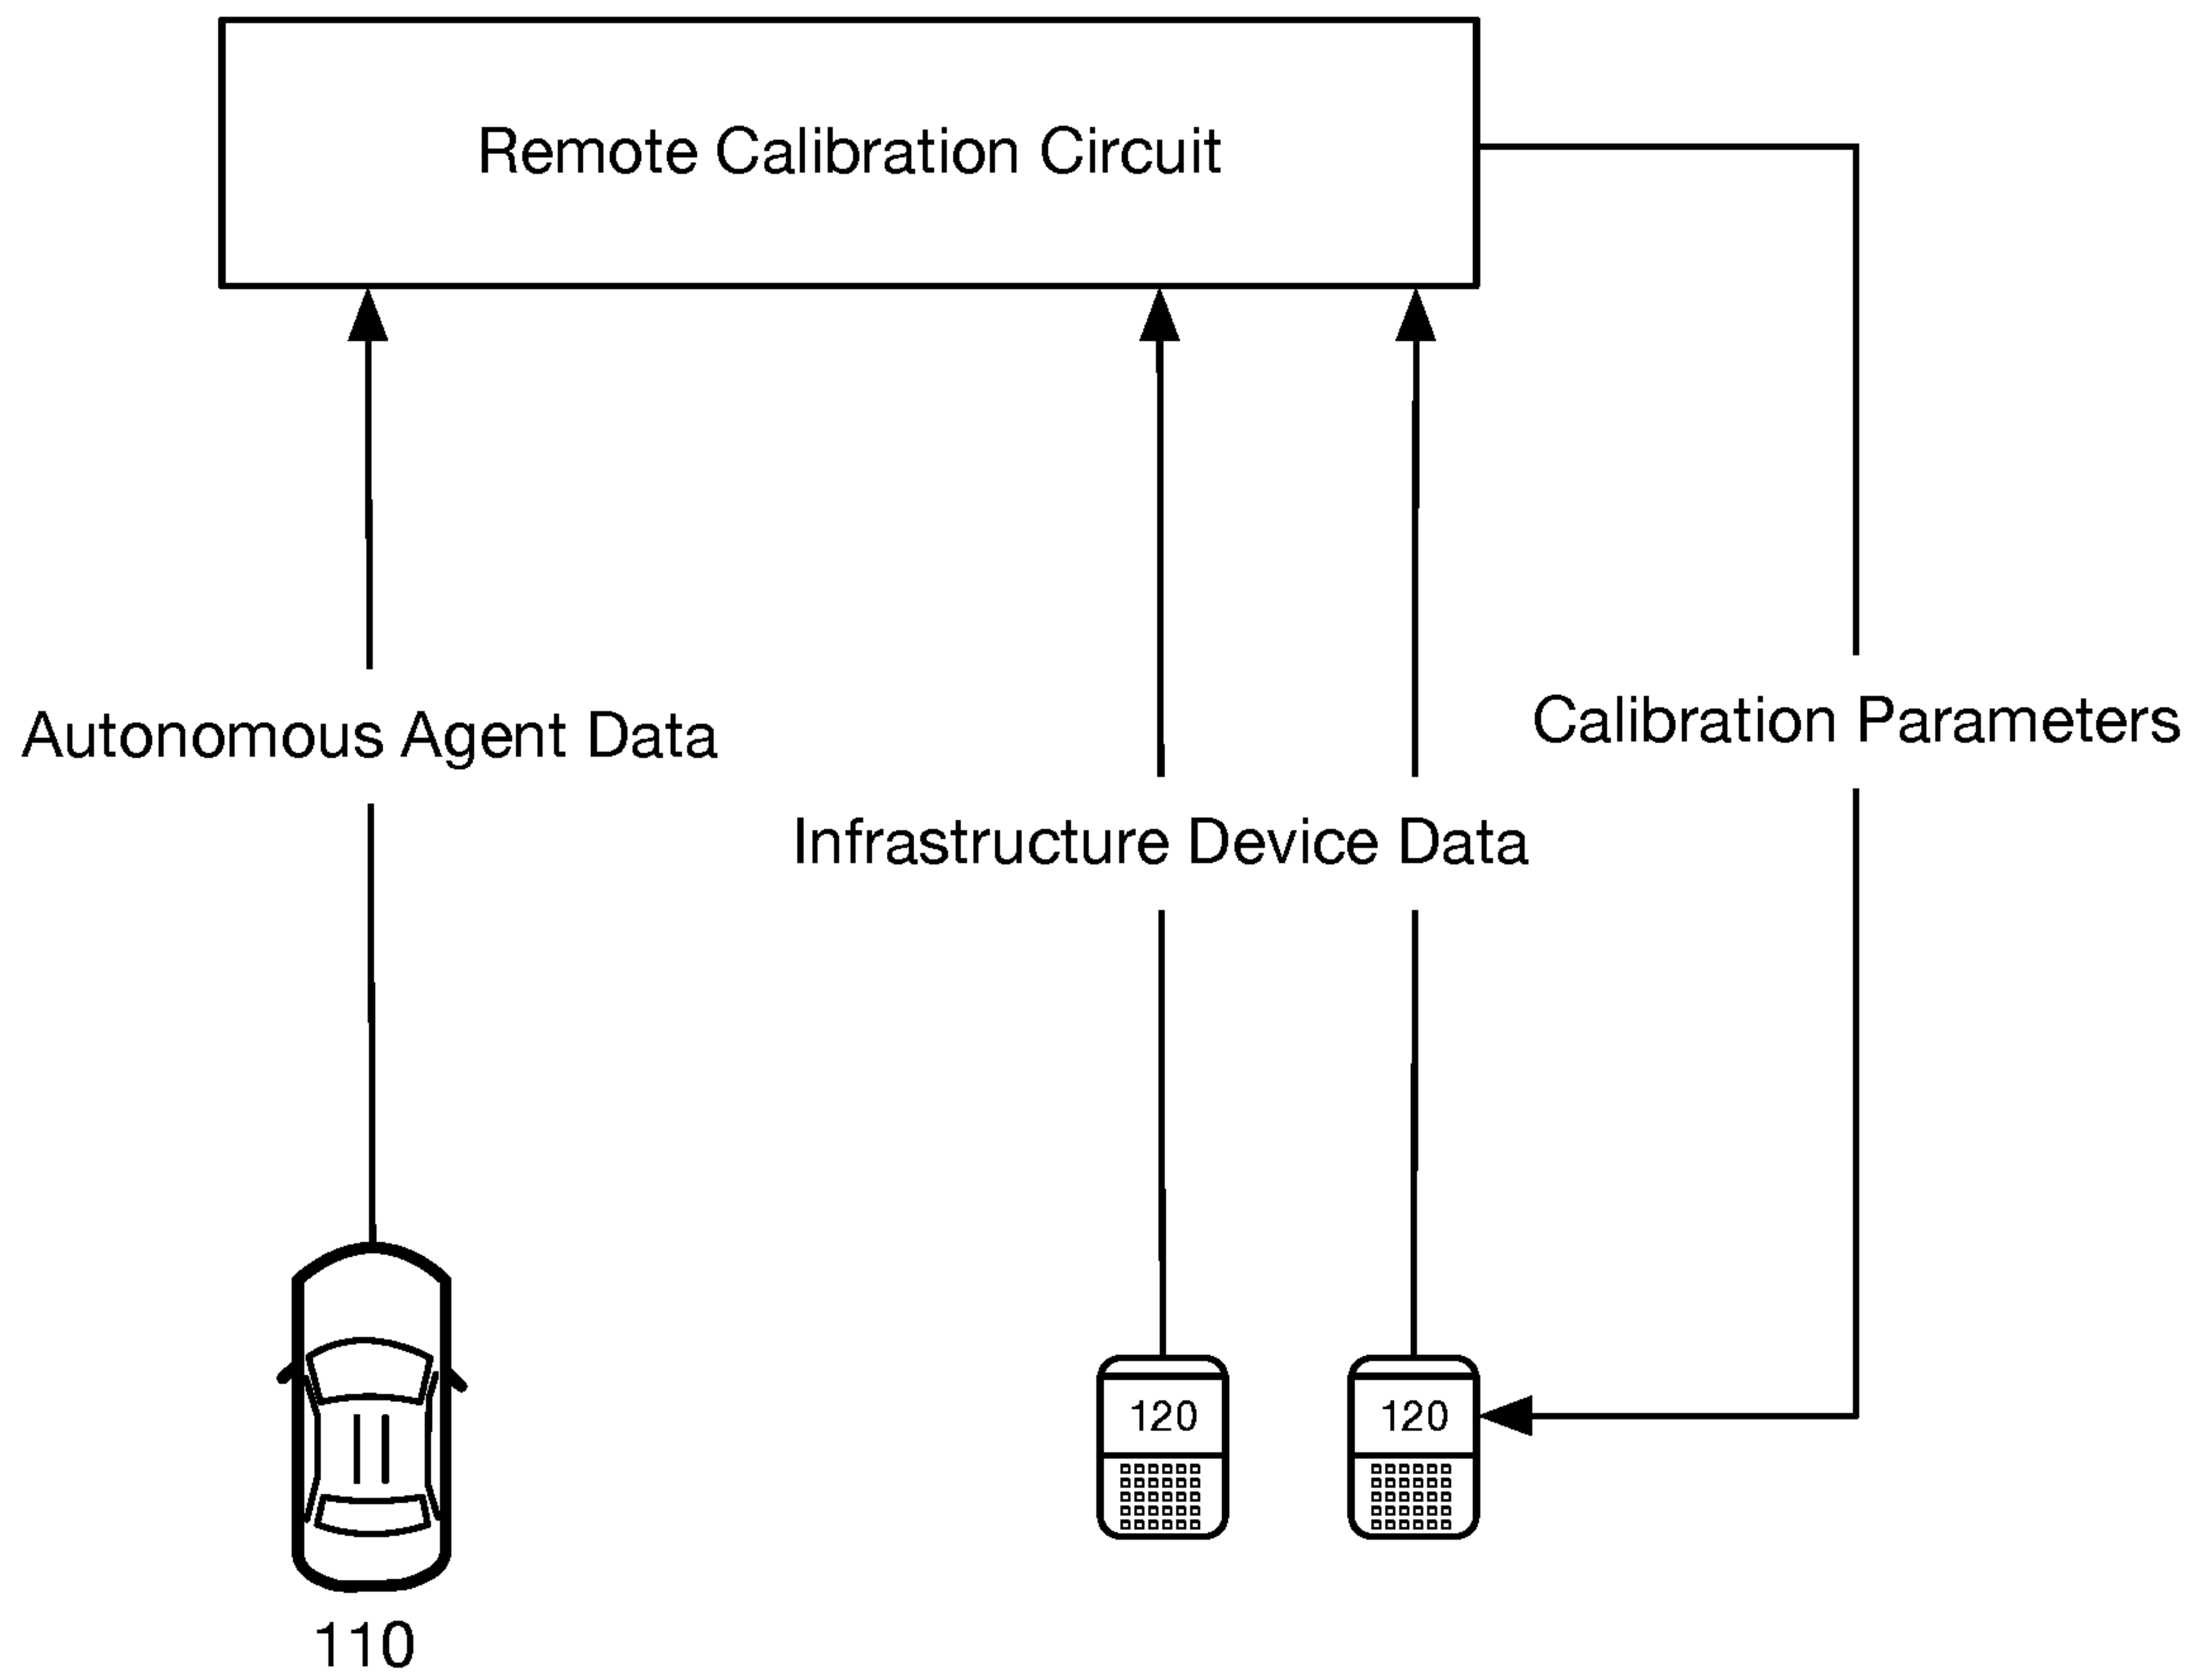 Remote Calibration Circuit
Autonomous Agent Data
Calibration Parameters
Infrastructure Device Data
120
120
110